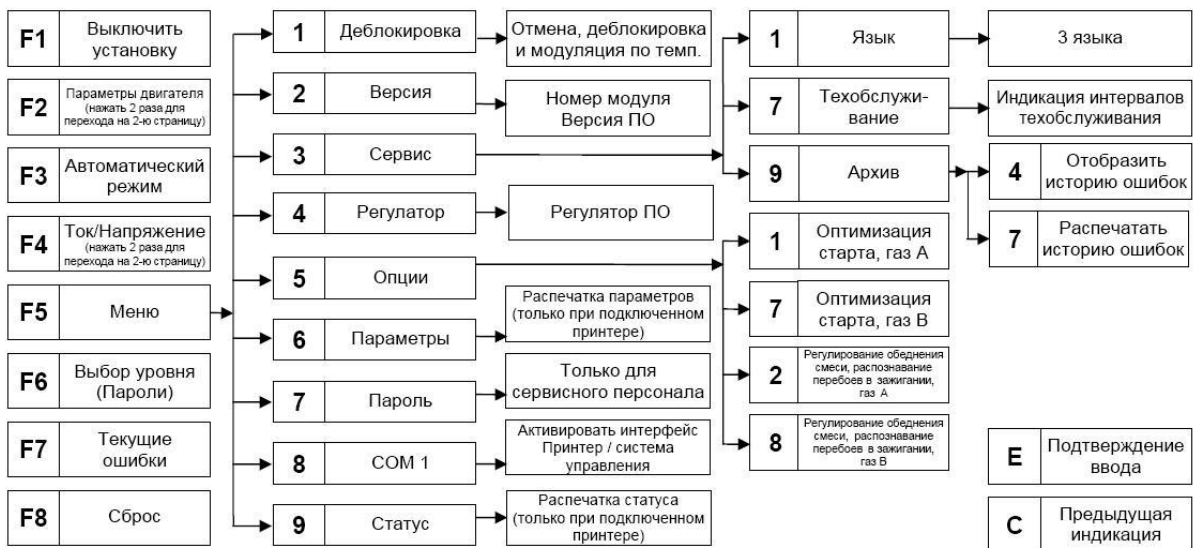 F1
Выключить
установку
F2
Параметры двигателя
(нажать 2 раза для
перехода на 2-ю страницу)
F3
Автоматический
режим
F4
Ток/Напряжение
(нажать 2 раза для
перехода на 2-ю страницу)
F5
Меню
F6
Выбор уровня
(Пароли)
F7
Текущие
ошибки
F8
Сброс
1
Деблокировка
2
Версия
3
Сервис
4
Регулатор
5
Опции
6
Параметры
7
Пароль
8
COM 1
9
Статус
Отмена, деблокировка
и модуляция по темп.
Номер модуля
Версия ПО
Регулятор ПО
Распечатка параметров
(только при подключенном
принтере)
Только для
сервисного персонала
Активировать интерфейс
Принтер / система
управления
Распечатка статуса
(только при подключенном
принтере)
1
Язык
7
Техобслужи-
вание
9
Архив
1
Оптимизация
старта, газ А
7
Оптимизация
старта, газ В
2
Регулирование обеднения
смеси, распознавание
перебоев в зажигании,
газ А
8
Регулирование обеднения
смеси, распознавание
перебоев в зажигании,
газ В
3 языка
Индикация интервалов
техобслуживания
4
Отобразить
историю ошибок
7
Распечатать
историю ошибок
E
Подтверждение
ввода
C
Предыдущая
индикация